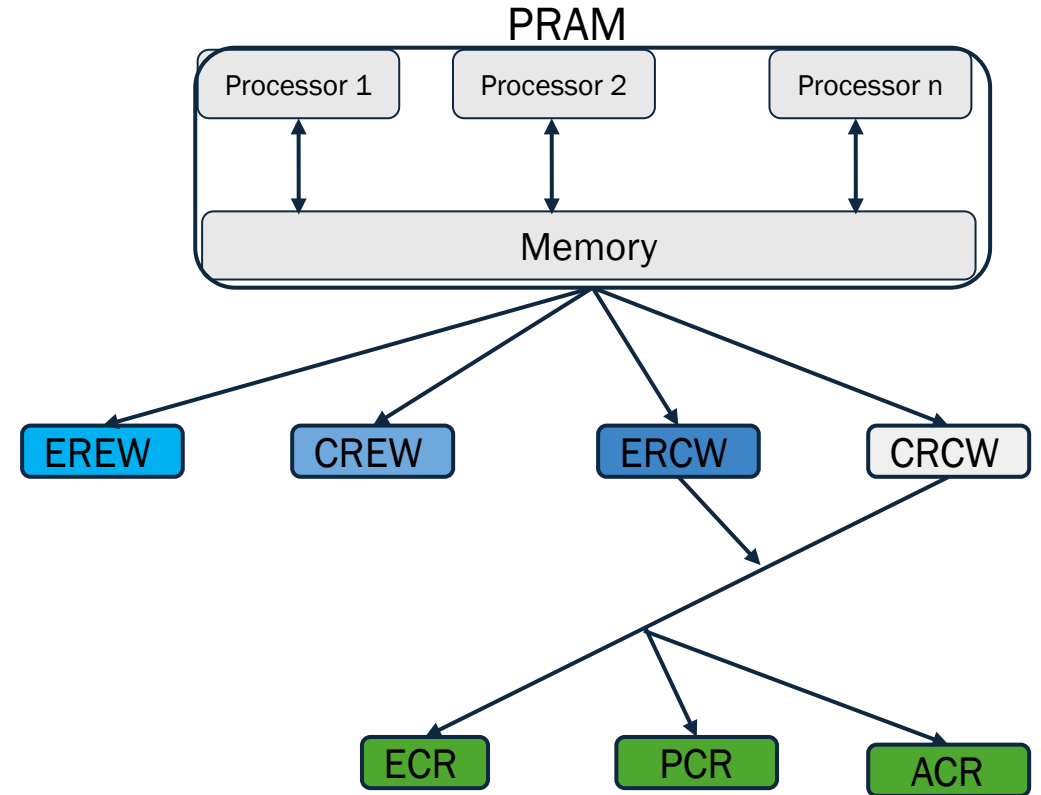 PRAM
Processor 1
Processor 2
Processor n
Memory
EREW
CREW
ERCW
CRCW
ECR
PCR
ACR